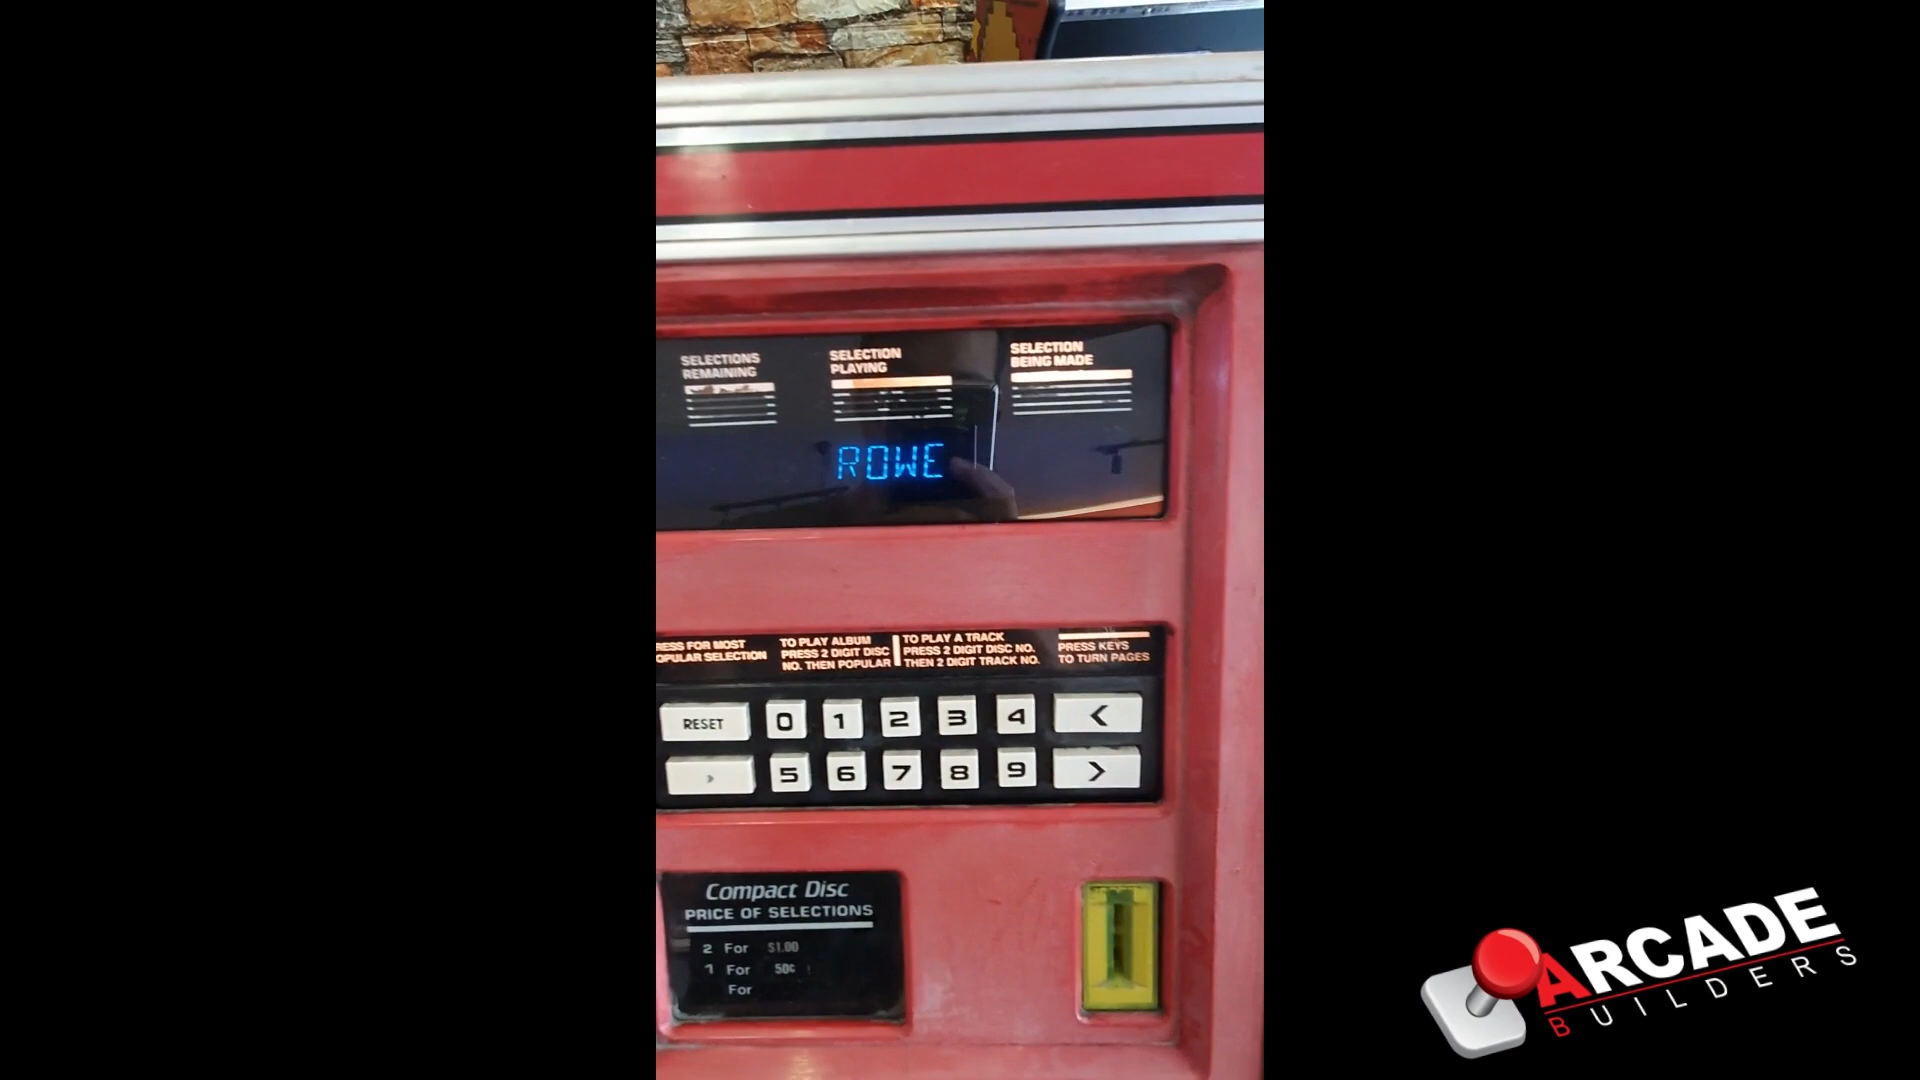 SELECTIONS
REMAINING
SELECTION
PLAYING
SELECTION
BEING MADE
ROWE
RESS FOR MOST
OPULAR SELECTION
TO PLAY ALBUM
PRESS 2 DIGIT DISC
NO. THEN POPULAR
TO PLAY A TRACK
PRESS 2 DIGIT DISC NO.
THEN 2 DIGIT TRACK NO.
PRESS KEYS
TO TURN PAGES
RESET 0 1 2 3 4 <
› 5 6 7 8 9 >
Compact Disc
PRICE OF SELECTIONS
2 For $1.00
1 For 50¢
For
ARCADE
BUILDERS